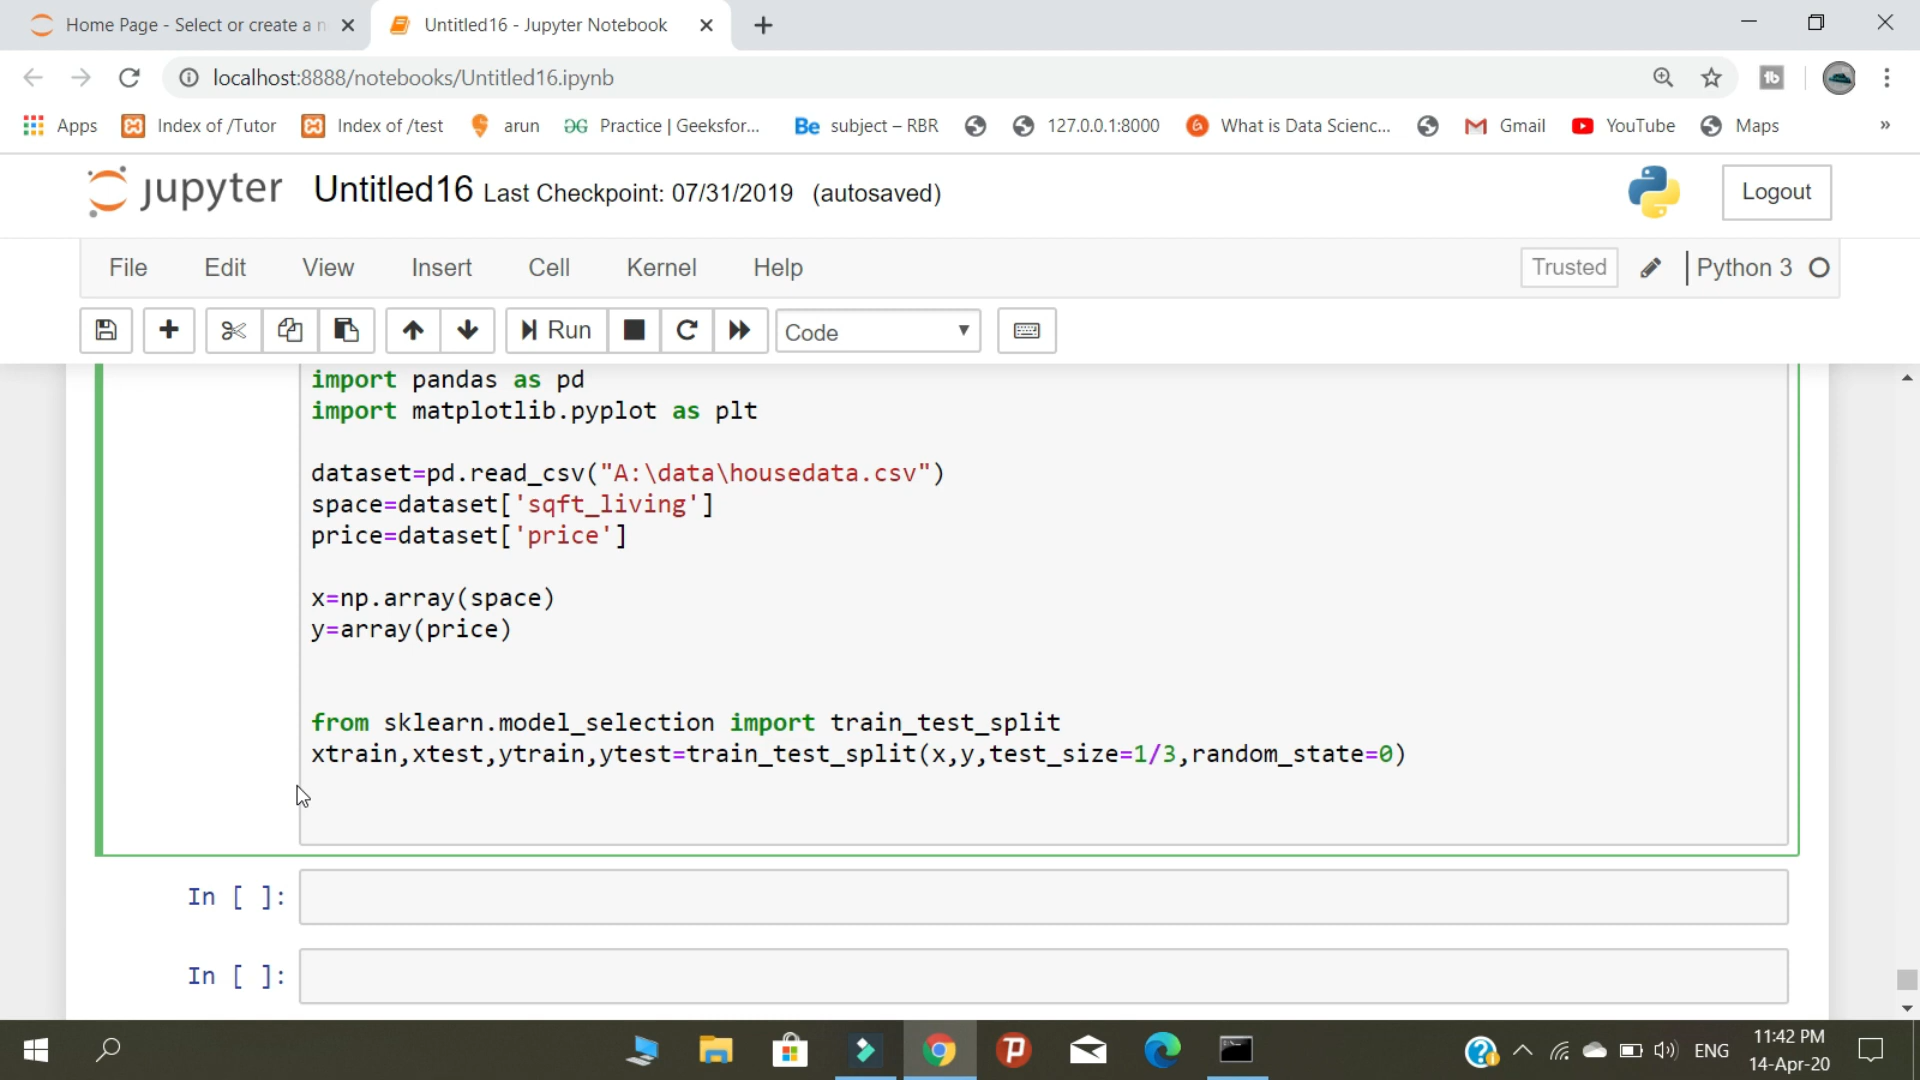 Home Page - Select or create a n
Untitled16 - Jupyter Notebook
localhost:8888/notebooks/Untitled16.ipynb
Apps Index of /Tutor Index of /test arun Practice | Geeksfor... Be subject – RBR 127.0.0.1:8000 What is Data Scienc... Gmail YouTube Maps »
jupyter Untitled16 Last Checkpoint: 07/31/2019 (autosaved) Logout
File Edit View Insert Cell Kernel Help Trusted Python 3
Run Code
import pandas as pd
import matplotlib.pyplot as plt
dataset=pd.read_csv("A:\data\housedata.csv")
space=dataset['sqft_living']
price=dataset['price']
x=np.array(space)
y=array(price)
from sklearn.model_selection import train_test_split
xtrain,xtest,ytrain,ytest=train_test_split(x,y,test_size=1/3,random_state=0)
In [ ]:
In [ ]:
ENG
11:42 PM
14-Apr-20